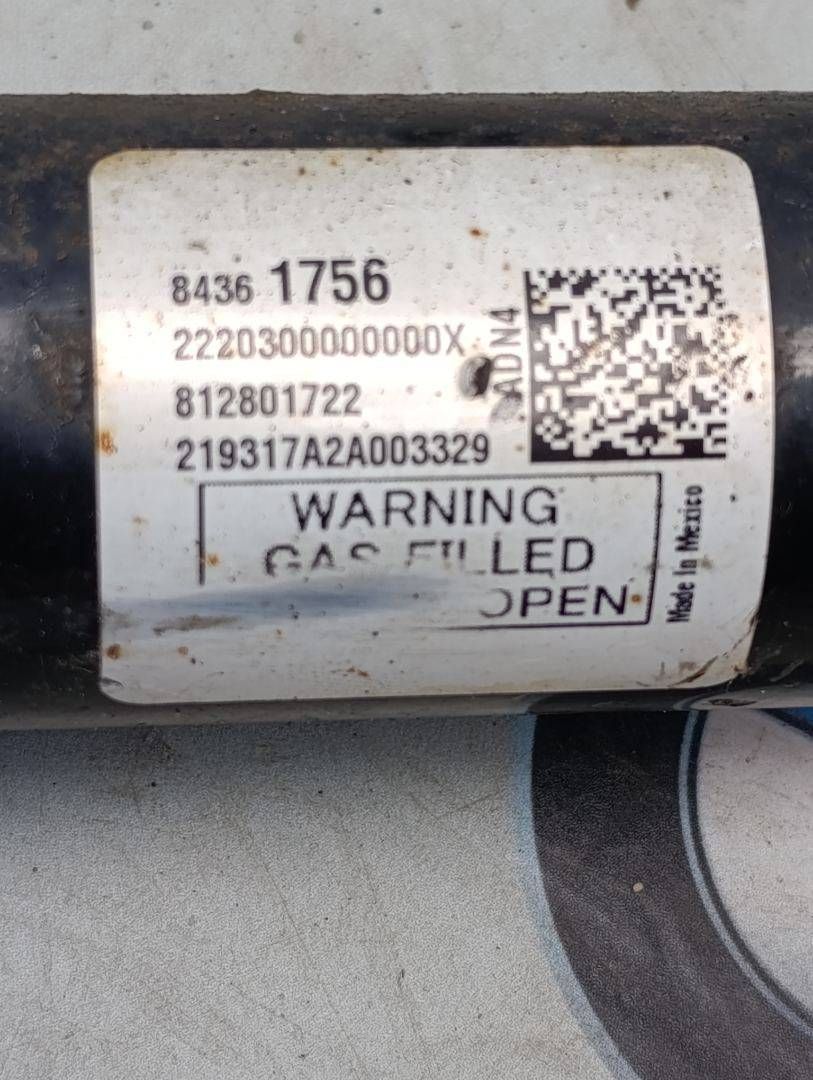 8436 1756
2220300000000X
ADN4
812801722
219317A2A003329
WARNING
GAS FILLED
OPEN
Made In Mexico